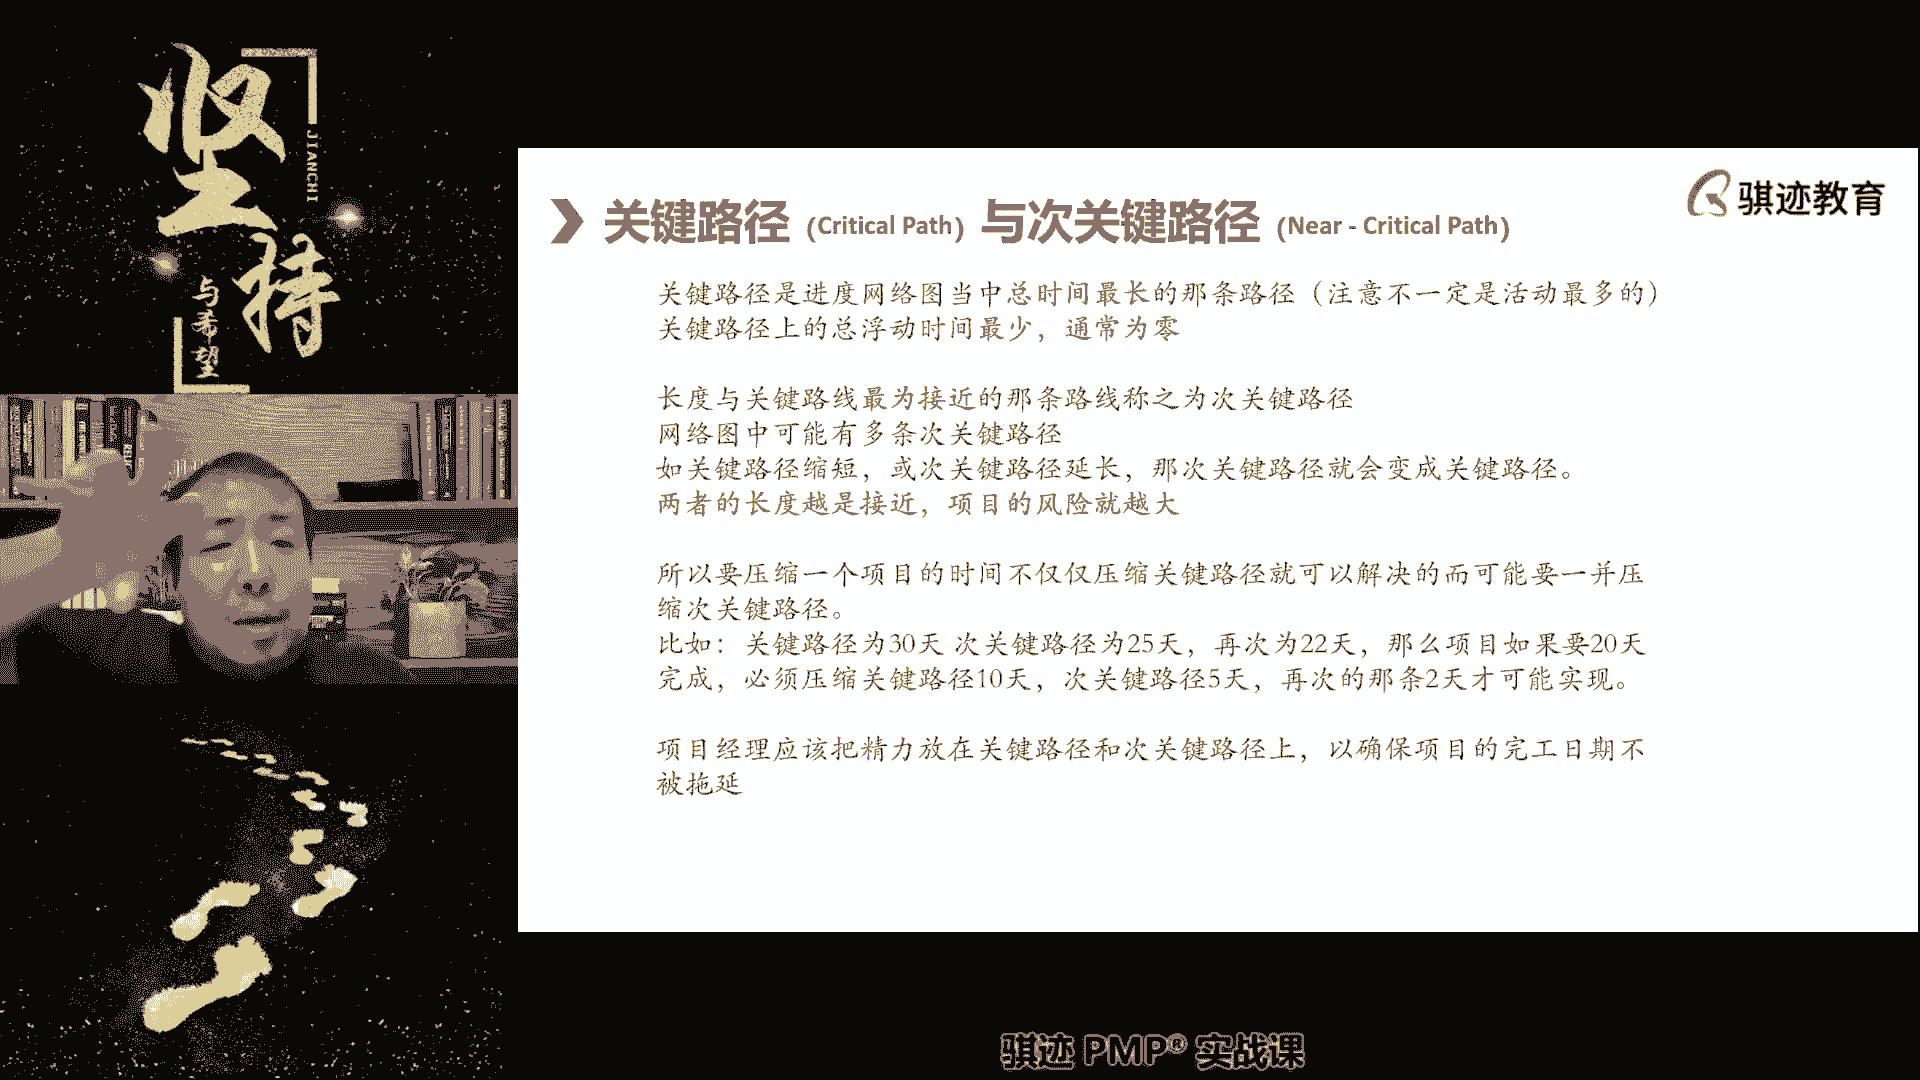 坚持
JIANCHI
与希望
骐迹教育
关键路径（Critical Path）与次关键路径（Near - Critical Path）
关键路径是进度网络图当中总时间最长的那条路径（注意不一定是活动最多的）
关键路径上的总浮动时间最少，通常为零
长度与关键路线最为接近的那条路线称之为次关键路径
网络图中可能有多条次关键路径
如关键路径缩短，或次关键路径延长，那次关键路径就会变成关键路径。
两者的长度越是接近，项目的风险就越大
所以要压缩一个项目的时间不仅仅压缩关键路径就可以解决的而可能要一并压
缩次关键路径。
比如：关键路径为30天 次关键路径为25天，再次为22天，那么项目如果要20天
完成，必须压缩关键路径10天，次关键路径5天，再次的那条2天才可能实现。
项目经理应该把精力放在关键路径和次关键路径上，以确保项目的完工日期不
被拖延
骐迹 PMP® 实战课